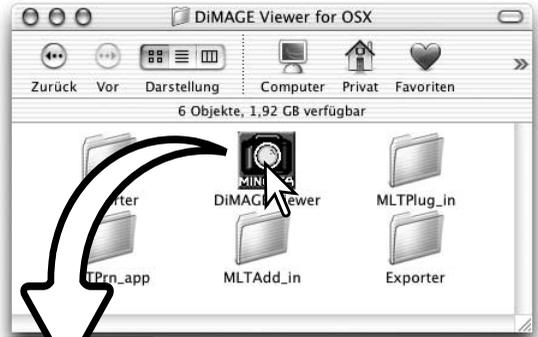 DiMAGE Viewer for OSX
Zurück Vor Darstellung Computer Privat Favoriten
»
6 Objekte, 1,92 GB verfügbar
DiMAGE Viewer MLTPlug_in
MLTAdd_in Exporter